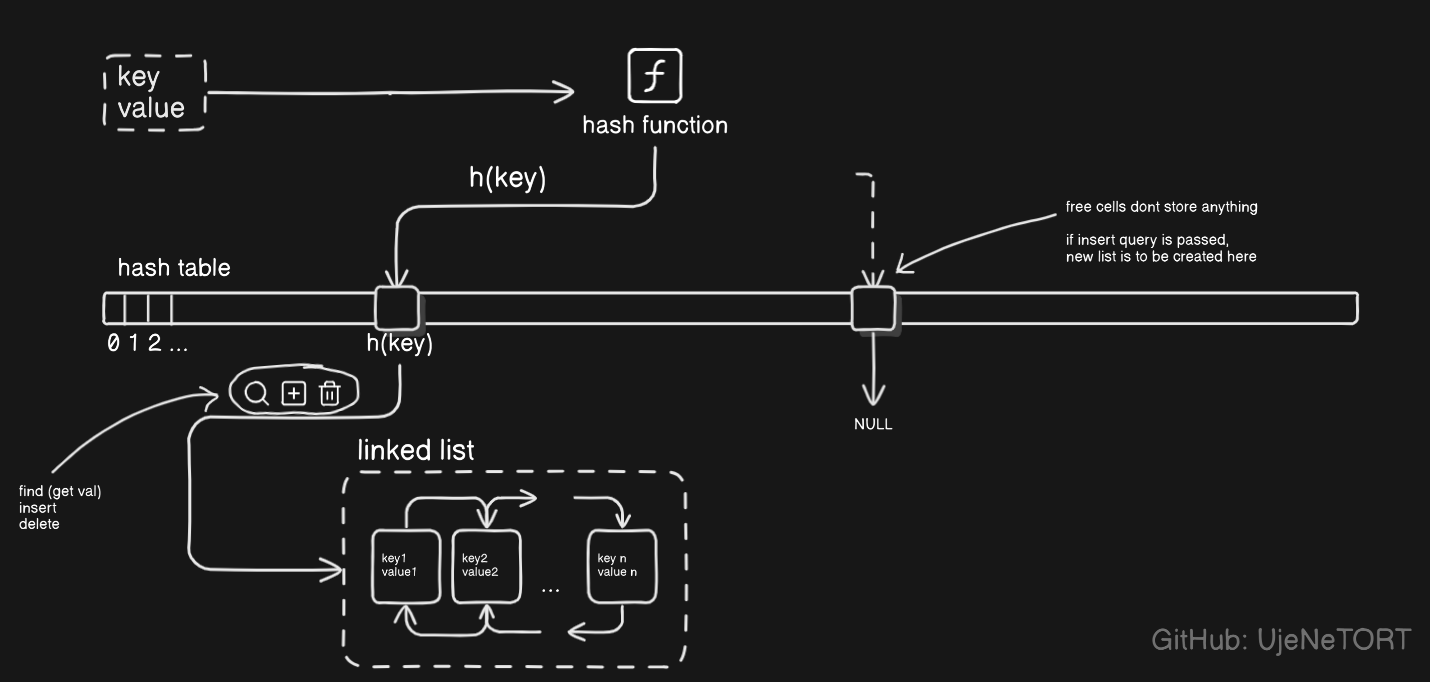 key
value
f
hash function
h(key)
free cells dont store anything
if insert query is passed,
new list is to be created here
hash table
0 1 2 ...
h(key)
NULL
find (get val)
insert
delete
linked list
key1
value1
key2
value2
...
key n
value n
GitHub: UjeNeTORT